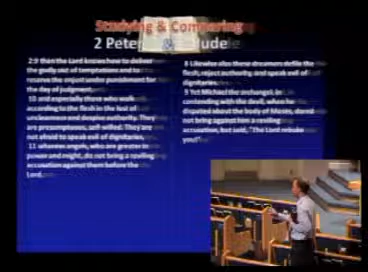 Studying & Comparing
2 Peter & Jude
2:9 then the Lord knows how to deliver
the godly out of temptations and to
reserve the unjust under punishment for
the day of judgment,
10 and especially those who walk
according to the flesh in the lust of
uncleanness and despise authority. They
are presumptuous, self-willed. They are
not afraid to speak evil of dignitaries,
11 whereas angels, who are greater in
power and might, do not bring a reviling
accusation against them before the
Lord.
8 Likewise also these dreamers defile the
flesh, reject authority, and speak evil of
dignitaries.
9 Yet Michael the archangel, in
contending with the devil, when he
disputed about the body of Moses, dared
not bring against him a reviling
accusation, but said, "The Lord rebuke
you!"